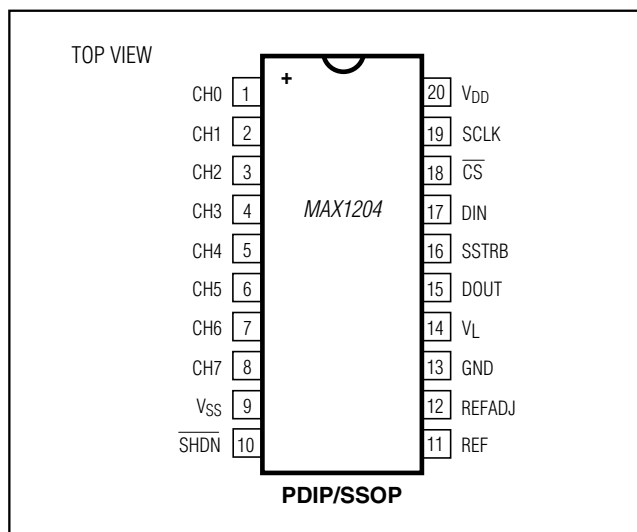 TOP VIEW
+
CH0 1 20 VDD
CH1 2 19 SCLK
CH2 3 18 C̅S̅
CH3 4 MAX1204 17 DIN
CH4 5 16 SSTRB
CH5 6 15 DOUT
CH6 7 14 VL
CH7 8 13 GND
VSS 9 12 REFADJ
S̅H̅D̅N̅ 10 11 REF
PDIP/SSOP